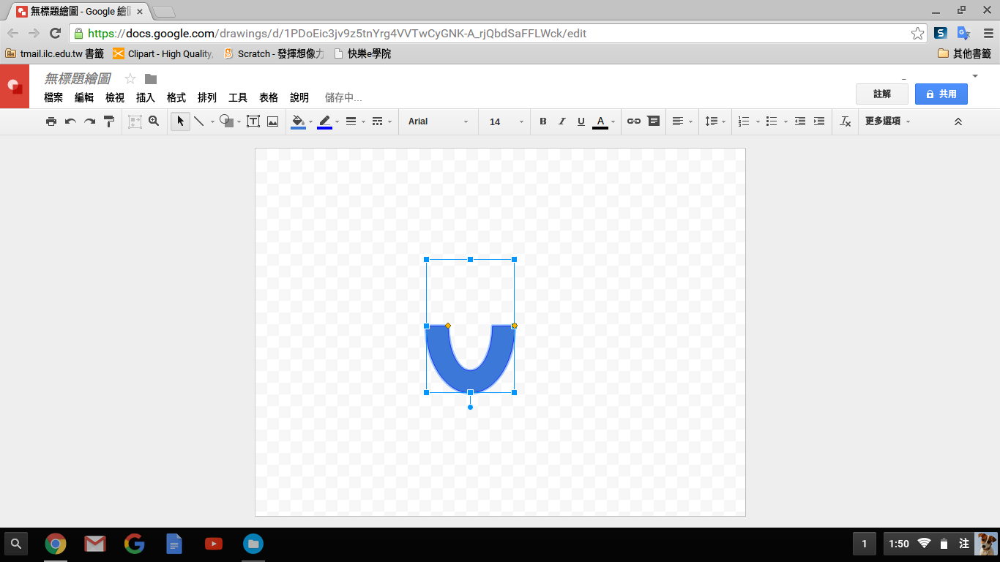 無標題繪圖 - Google 繪圖
https://docs.google.com/drawings/d/1PDoEic3jv9z5tnYrg4VVTwCyGNK-A_rjQbdSaFFLWck/edit
tmail.ilc.edu.tw 書籤 Clipart - High Quality, Scratch - 發揮想像力 快樂e學院 其他書籤
無標題繪圖
檔案 編輯 檢視 插入 格式 排列 工具 表格 說明 儲存中... 註解 共用
Arial 14 B I U A 更多選項
1 1:50 注